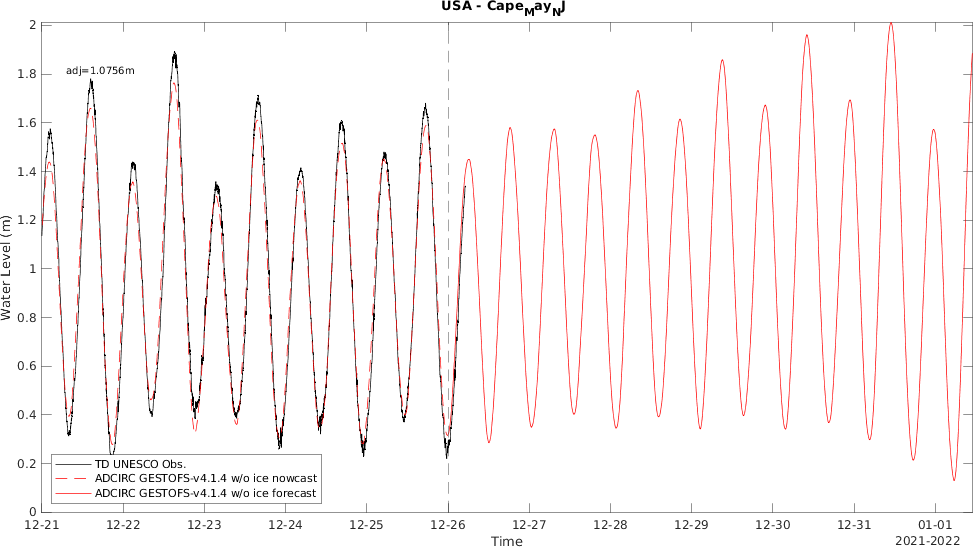 USA - CapeMayNJ
2
1.8
adj=1.0756m
1.6
1.4
1.2
1
0.8
0.6
0.4
0.2
0
Water Level (m)
TD UNESCO Obs.
ADCIRC GESTOFS-v4.1.4 w/o ice nowcast
ADCIRC GESTOFS-v4.1.4 w/o ice forecast
12-21 12-22 12-23 12-24 12-25 12-26 12-27 12-28 12-29 12-30 12-31 01-01
Time
2021-2022